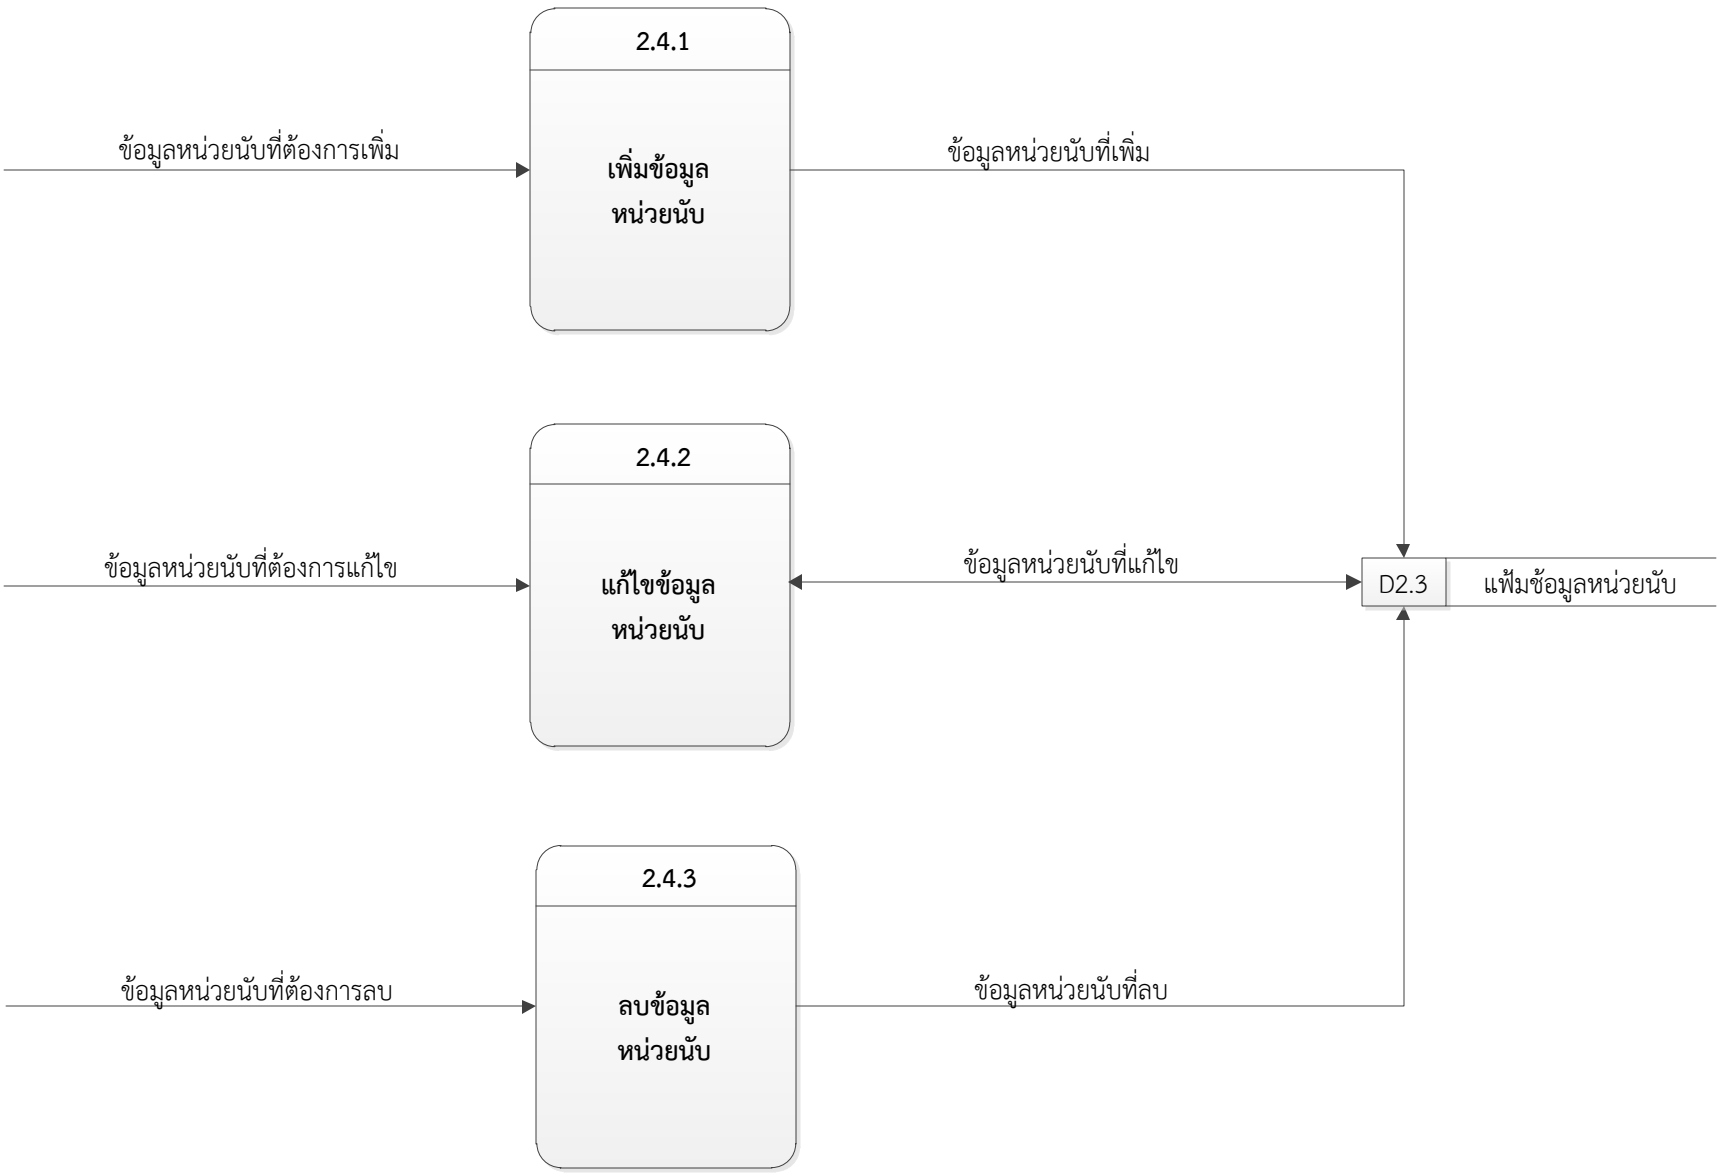 2.4.1
ข้อมูลหน่วยนับที่ต้องการเพิ่ม
เพิ่มข้อมูล
หน่วยนับ
ข้อมูลหน่วยนับที่เพิ่ม
2.4.2
ข้อมูลหน่วยนับที่ต้องการแก้ไข
แก้ไขข้อมูล
หน่วยนับ
ข้อมูลหน่วยนับที่แก้ไข
D2.3
แฟ้มช้อมูลหน่วยนับ
2.4.3
ข้อมูลหน่วยนับที่ต้องการลบ
ลบข้อมูล
หน่วยนับ
ข้อมูลหน่วยนับที่ลบ